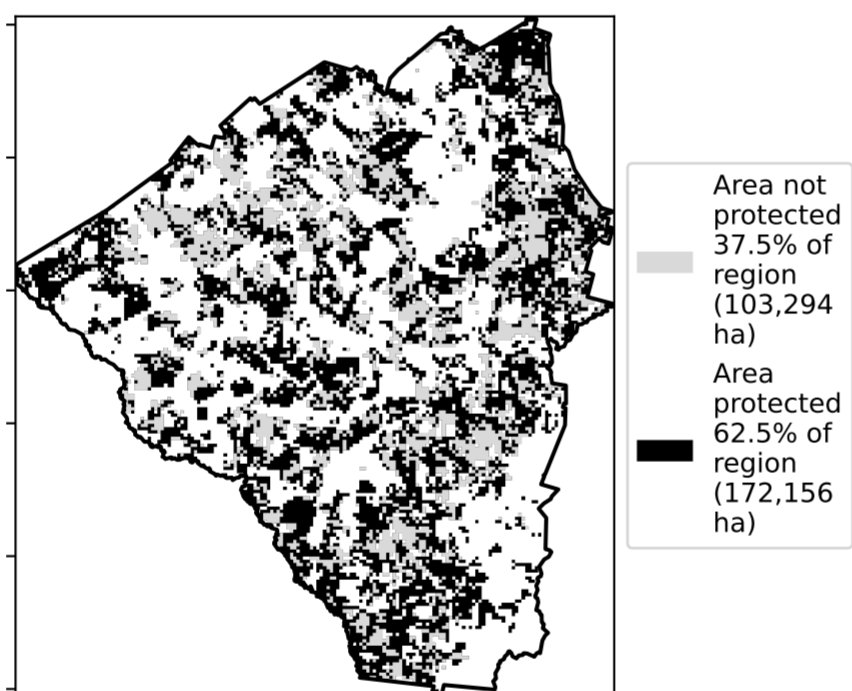 Area not
protected
37.5% of
region
(103,294
ha)
Area
protected
62.5% of
region
(172,156
ha)